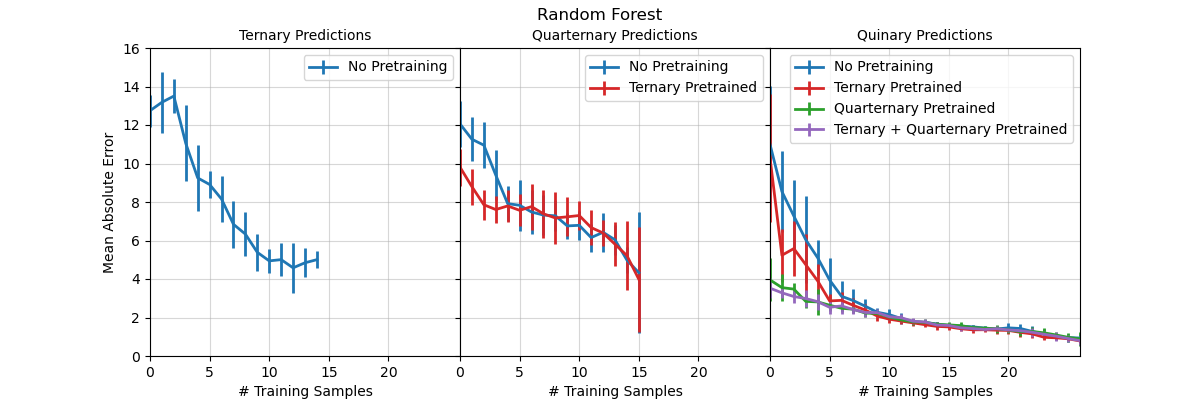 Random Forest
Ternary Predictions
Quarternary Predictions
Quinary Predictions
Mean Absolute Error
16
14
12
10
8
6
4
2
0
No Pretraining
No Pretraining
Ternary Pretrained
No Pretraining
Ternary Pretrained
Quarternary Pretrained
Ternary + Quarternary Pretrained
0 5 10 15 20
0 5 10 15 20
0 5 10 15 20
# Training Samples
# Training Samples
# Training Samples